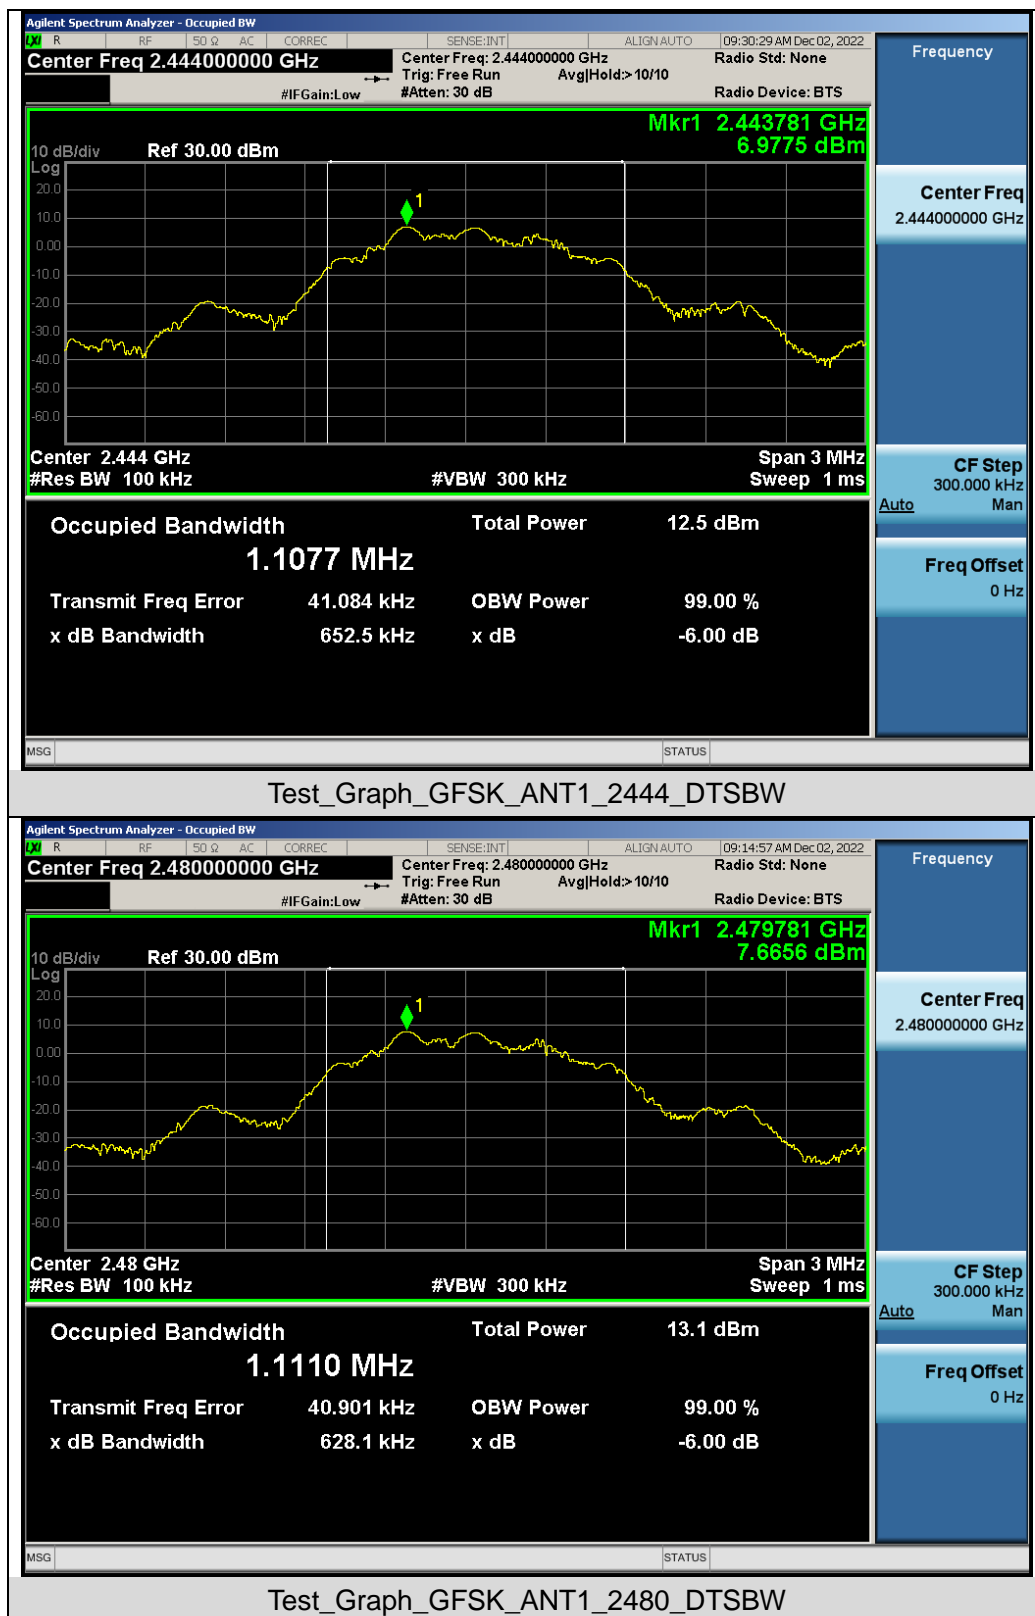 Agilent Spectrum Analyzer - Occupied BW
LXI R RF 50 Ω AC CORREC SENSE:INT ALIGN AUTO 09:30:29 AM Dec 02, 2022
Center Freq 2.444000000 GHz Center Freq: 2.444000000 GHz Radio Std: None Frequency
Trig: Free Run Avg|Hold:>10/10
#IFGain:Low #Atten: 30 dB Radio Device: BTS
Mkr1 2.443781 GHz
10 dB/div Ref 30.00 dBm 6.9775 dBm
Log
20.0
10.0
0.00
-10.0
-20.0
-30.0
-40.0
-50.0
-60.0
1
Center Freq
2.444000000 GHz
Center 2.444 GHz Span 3 MHz
#Res BW 100 kHz #VBW 300 kHz Sweep 1 ms
CF Step
300.000 kHz
Auto Man
Occupied Bandwidth Total Power 12.5 dBm
1.1077 MHz
Freq Offset
0 Hz
Transmit Freq Error 41.084 kHz OBW Power 99.00 %
x dB Bandwidth 652.5 kHz x dB -6.00 dB
MSG STATUS
Test_Graph_GFSK_ANT1_2444_DTSBW
Agilent Spectrum Analyzer - Occupied BW
LXI R RF 50 Ω AC CORREC SENSE:INT ALIGN AUTO 09:14:57 AM Dec 02, 2022
Center Freq 2.480000000 GHz Center Freq: 2.480000000 GHz Radio Std: None Frequency
Trig: Free Run Avg|Hold:>10/10
#IFGain:Low #Atten: 30 dB Radio Device: BTS
Mkr1 2.479781 GHz
10 dB/div Ref 30.00 dBm 7.6656 dBm
Log
20.0
10.0
0.00
-10.0
-20.0
-30.0
-40.0
-50.0
-60.0
1
Center Freq
2.480000000 GHz
Center 2.48 GHz Span 3 MHz
#Res BW 100 kHz #VBW 300 kHz Sweep 1 ms
CF Step
300.000 kHz
Auto Man
Occupied Bandwidth Total Power 13.1 dBm
1.1110 MHz
Freq Offset
0 Hz
Transmit Freq Error 40.901 kHz OBW Power 99.00 %
x dB Bandwidth 628.1 kHz x dB -6.00 dB
MSG STATUS
Test_Graph_GFSK_ANT1_2480_DTSBW